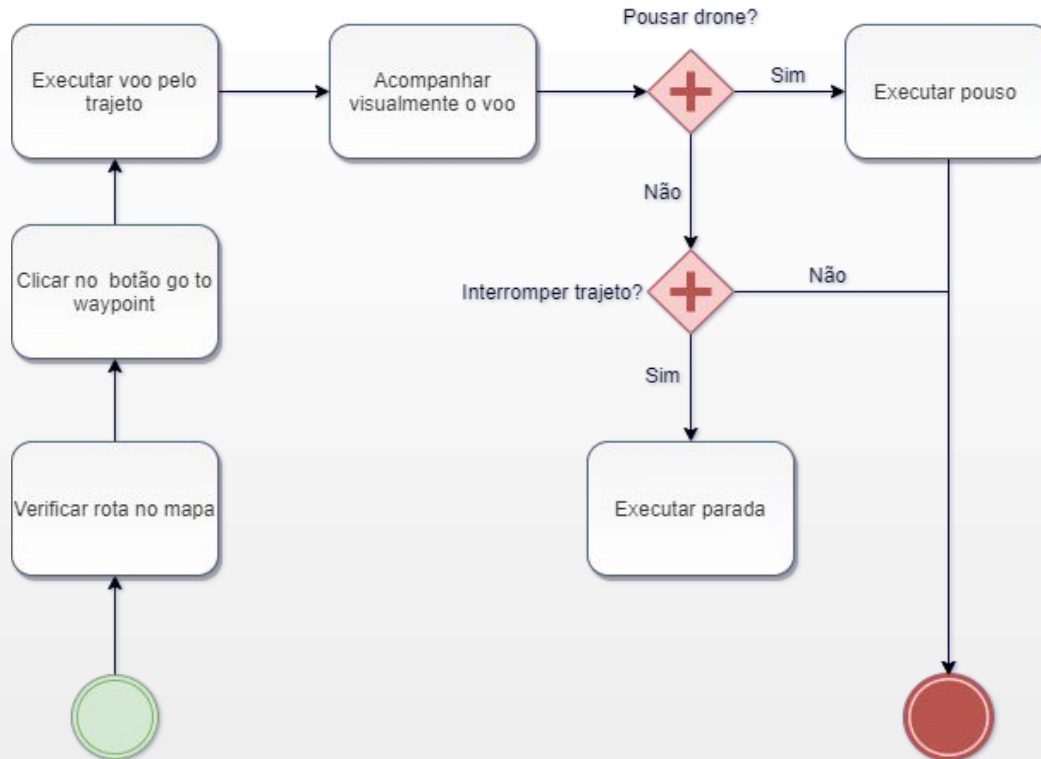 Pousar drone?
Executar voo pelo
trajeto
Acompanhar
visualmente o voo
Sim
Executar pouso
Não
Clicar no botão go to
waypoint
Interromper trajeto?
Não
Sim
Verificar rota no mapa
Executar parada